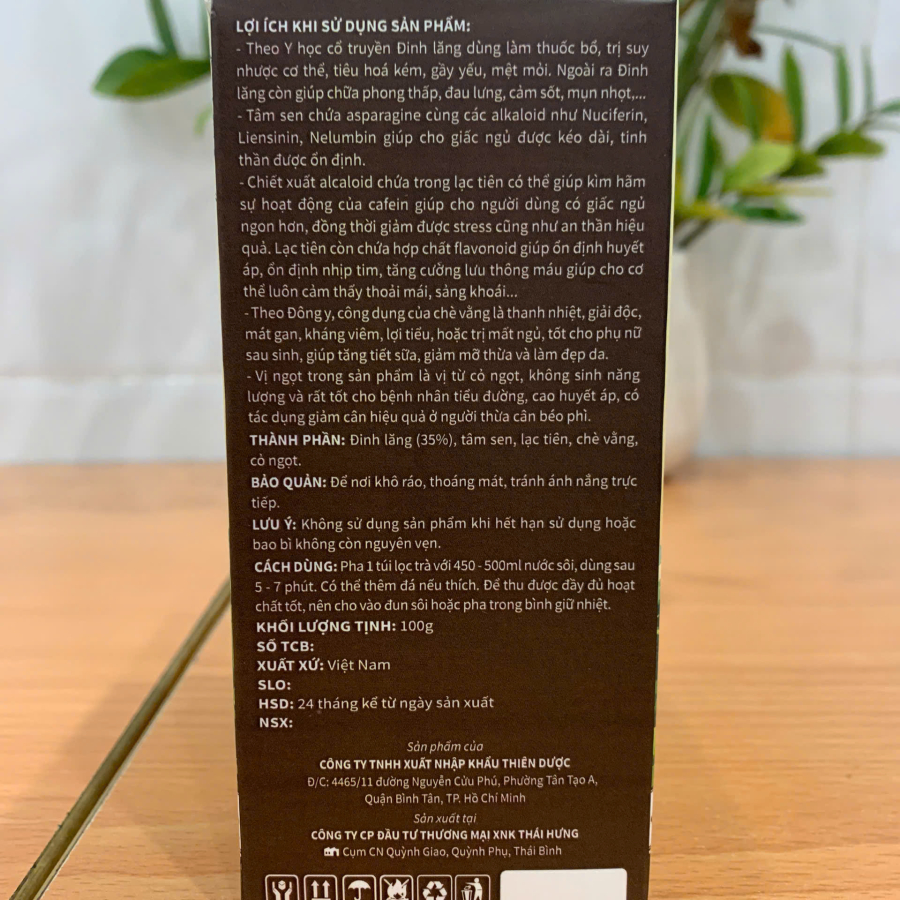 LỢI ÍCH KHI SỬ DỤNG SẢN PHẨM:
- Theo Y học cổ truyền Đinh lăng dùng làm thuốc bổ, trị suy
nhược cơ thể, tiêu hoá kém, gầy yếu, mệt mỏi. Ngoài ra Đinh
lăng còn giúp chữa phong thấp, đau lưng, cảm sốt, mụn nhọt,...
- Tâm sen chứa asparagine cùng các alkaloid như Nuciferin,
Liensinin, Nelumbin giúp cho giấc ngủ được kéo dài, tinh
thần được ổn định.
- Chiết xuất alcaloid chứa trong lạc tiên có thể giúp kìm hãm
sự hoạt động của cafein giúp cho người dùng có giấc ngủ
ngon hơn, đồng thời giảm được stress cũng như an thần hiệu
quả. Lạc tiên còn chứa hợp chất flavonoid giúp ổn định huyết
áp, ổn định nhịp tim, tăng cường lưu thông máu giúp cho cơ
thể luôn cảm thấy thoải mái, sảng khoái...
- Theo Đông y, công dụng của chè vằng là thanh nhiệt, giải độc,
mát gan, kháng viêm, lợi tiểu, hoặc trị mất ngủ, tốt cho phụ nữ
sau sinh, giúp tăng tiết sữa, giảm mỡ thừa và làm đẹp da.
- Vị ngọt trong sản phẩm là vị từ cỏ ngọt, không sinh năng
lượng và rất tốt cho bệnh nhân tiểu đường, cao huyết áp, có
tác dụng giảm cân hiệu quả ở người thừa cân béo phì.
THÀNH PHẦN: Đinh lăng (35%), tâm sen, lạc tiên, chè vằng,
cỏ ngọt.
BẢO QUẢN: Để nơi khô ráo, thoáng mát, tránh ánh nắng trực
tiếp.
LƯU Ý: Không sử dụng sản phẩm khi hết hạn sử dụng hoặc
bao bì không còn nguyên vẹn.
CÁCH DÙNG: Pha 1 túi lọc trà với 450 - 500ml nước sôi, dùng sau
5 - 7 phút. Có thể thêm đá nếu thích. Để thu được đầy đủ hoạt
chất tốt, nên cho vào đun sôi hoặc pha trong bình giữ nhiệt.
KHỐI LƯỢNG TỊNH: 100g
SỐ TCB:
XUẤT XỨ: Việt Nam
SLO:
HSD: 24 tháng kể từ ngày sản xuất
NSX:
Sản phẩm của
CÔNG TY TNHH XUẤT NHẬP KHẨU THIÊN DƯỢC
Đ/C: 4465/11 đường Nguyễn Cửu Phú, Phường Tân Tạo A,
Quận Bình Tân, TP. Hồ Chí Minh
Sản xuất tại
CÔNG TY CP ĐẦU TƯ THƯƠNG MẠI XNK THÁI HƯNG
Cụm CN Quỳnh Giao, Quỳnh Phụ, Thái Bình